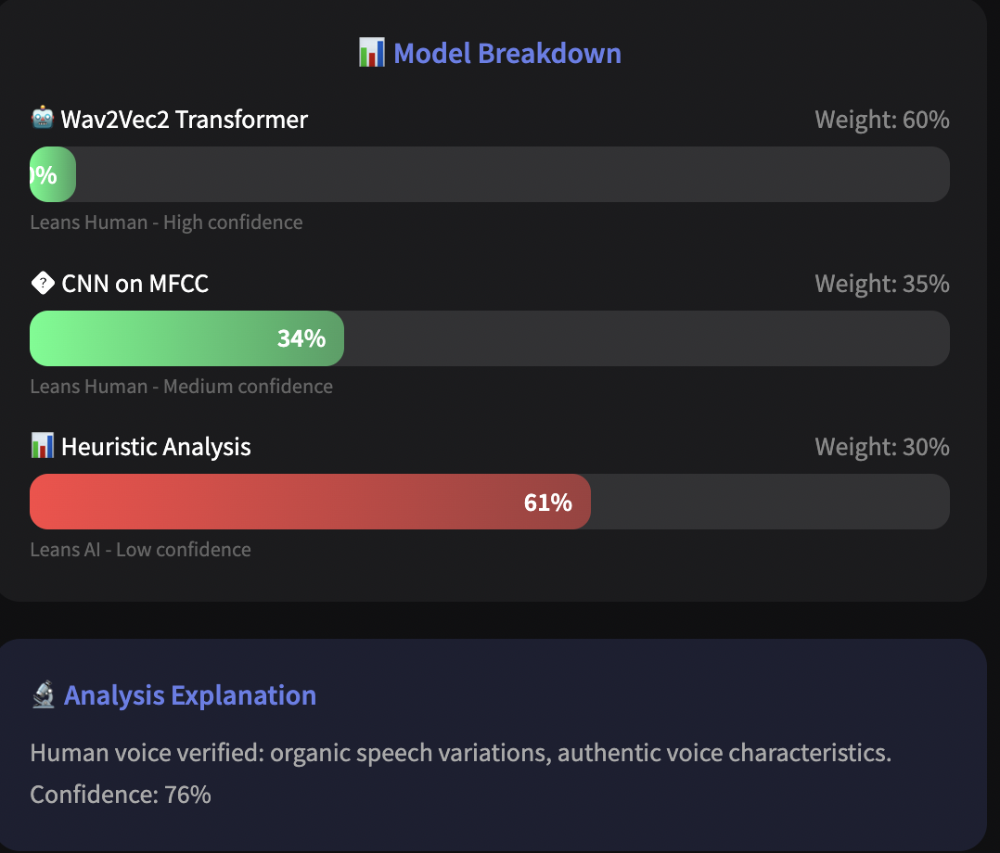 📊 Model Breakdown
🤖 Wav2Vec2 Transformer
Weight: 60%
0%
Leans Human - High confidence
� CNN on MFCC
Weight: 35%
34%
Leans Human - Medium confidence
📊 Heuristic Analysis
Weight: 30%
61%
Leans AI - Low confidence
🔬 Analysis Explanation
Human voice verified: organic speech variations, authentic voice characteristics.
Confidence: 76%